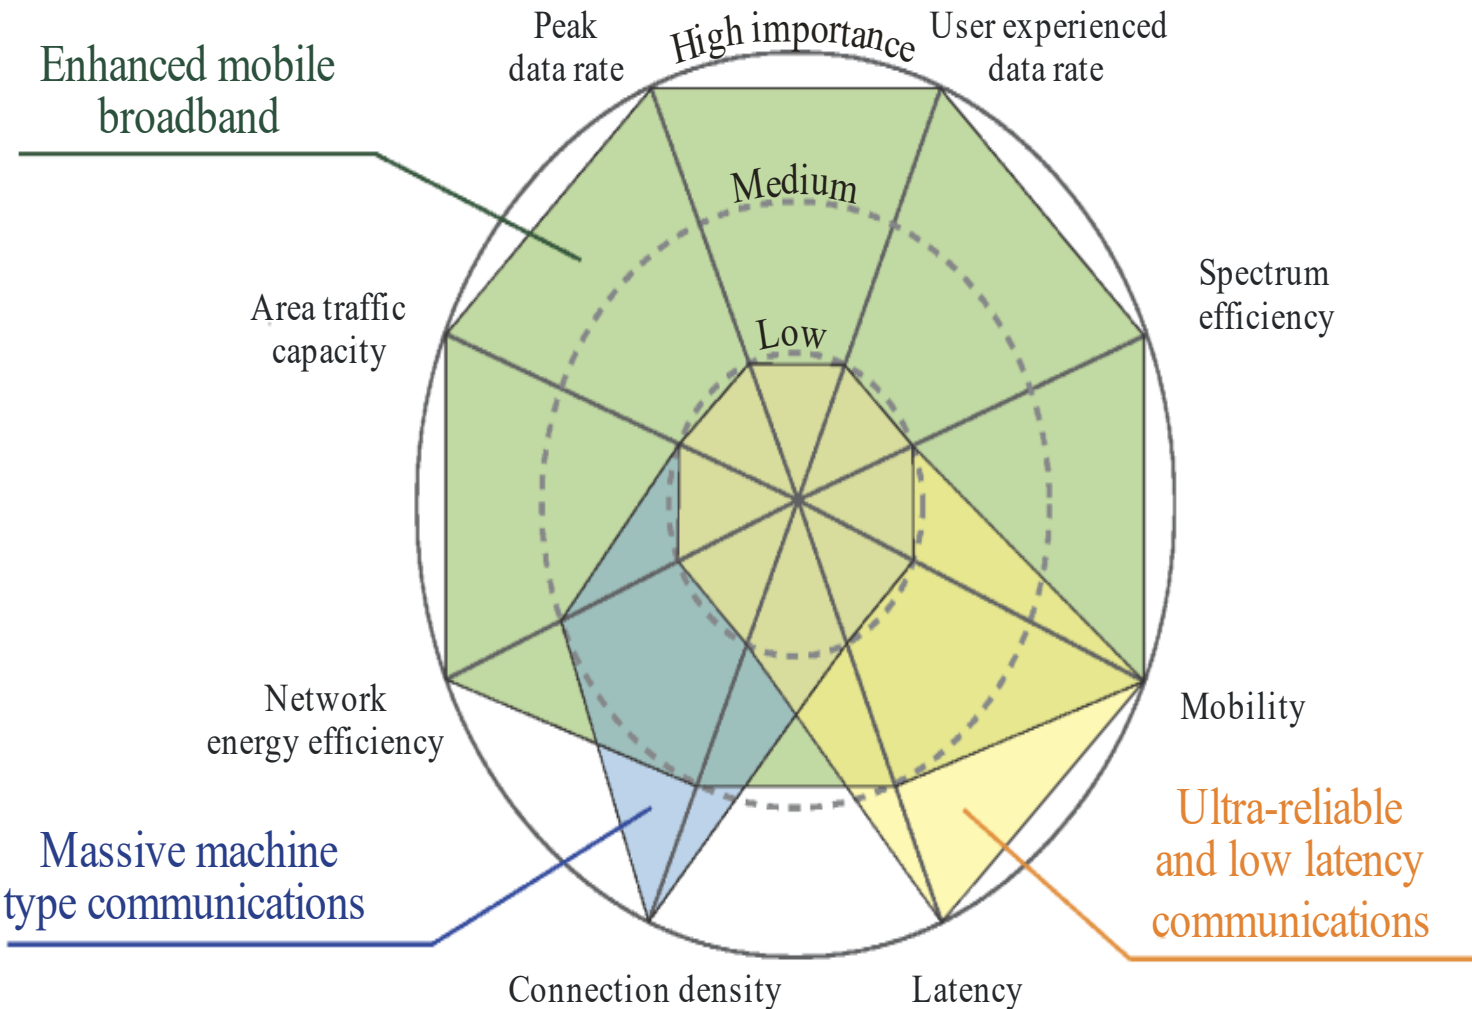 Peak
data rate
High importance
User experienced
data rate
Enhanced mobile
broadband
Medium
Spectrum
efficiency
Area traffic
capacity
Low
Network
energy efficiency
Mobility
Massive machine
type communications
Ultra-reliable
and low latency
communications
Connection density
Latency